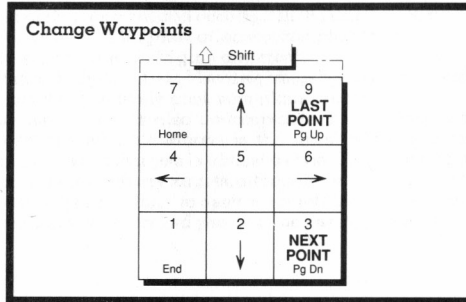 Change Waypoints
Shift
7 8 9
LAST
POINT
Home Pg Up
4 5 6
1 2 3
NEXT
POINT
End Pg Dn